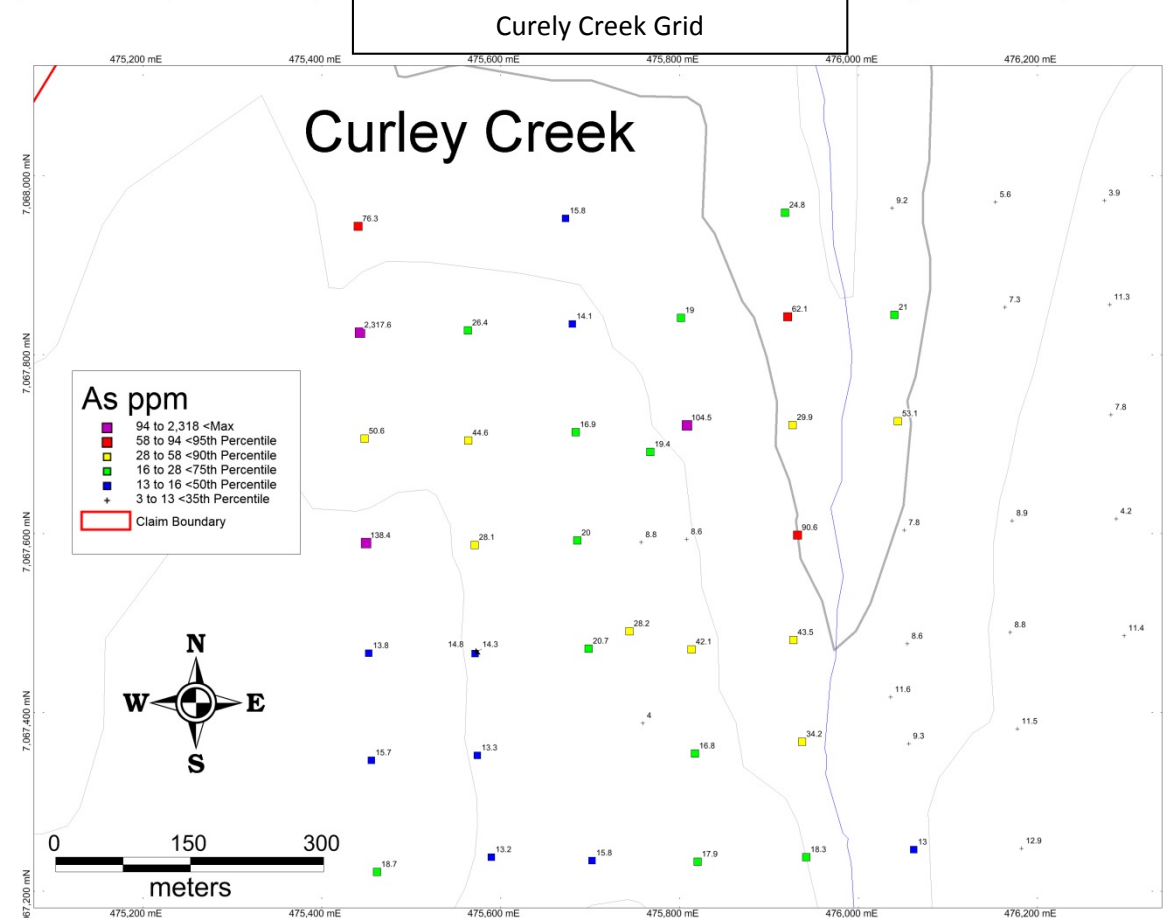 Curely Creek Grid
475,200 mE 475,400 mE 475,600 mE 475,800 mE 476,000 mE 476,200 mE
Curley Creek
7,068,000 mN
5.6 3.9
9.2
24.8
15.8
76.3
11.3
7.3
21
62.1
19
14.1
26.4
2,317.6
7,067,800 mN
As ppm
94 to 2,318 <Max
58 to 94 <95th Percentile
28 to 58 <90th Percentile
16 to 28 <75th Percentile
13 to 16 <50th Percentile
3 to 13 <35th Percentile
Claim Boundary
7.8
53.1
29.9
104.5
16.9
19.4
44.6
50.6
4.2
8.9
7.8
90.6
8.6
8.8
20
28.1
138.4
7,067,600 mN
11.4
8.8
8.6
43.5
42.1
28.2
20.7
14.8 14.3
13.8
N
W E
S
11.6
4
7,067,400 mN
11.5
9.3
34.2
16.8
13.3
15.7
0 150 300
meters
12.9
13
18.3
17.9
15.8
13.2
18.7
67,200 mN
475,200 mE 475,400 mE 475,600 mE 475,800 mE 476,000 mE 476,200 mE